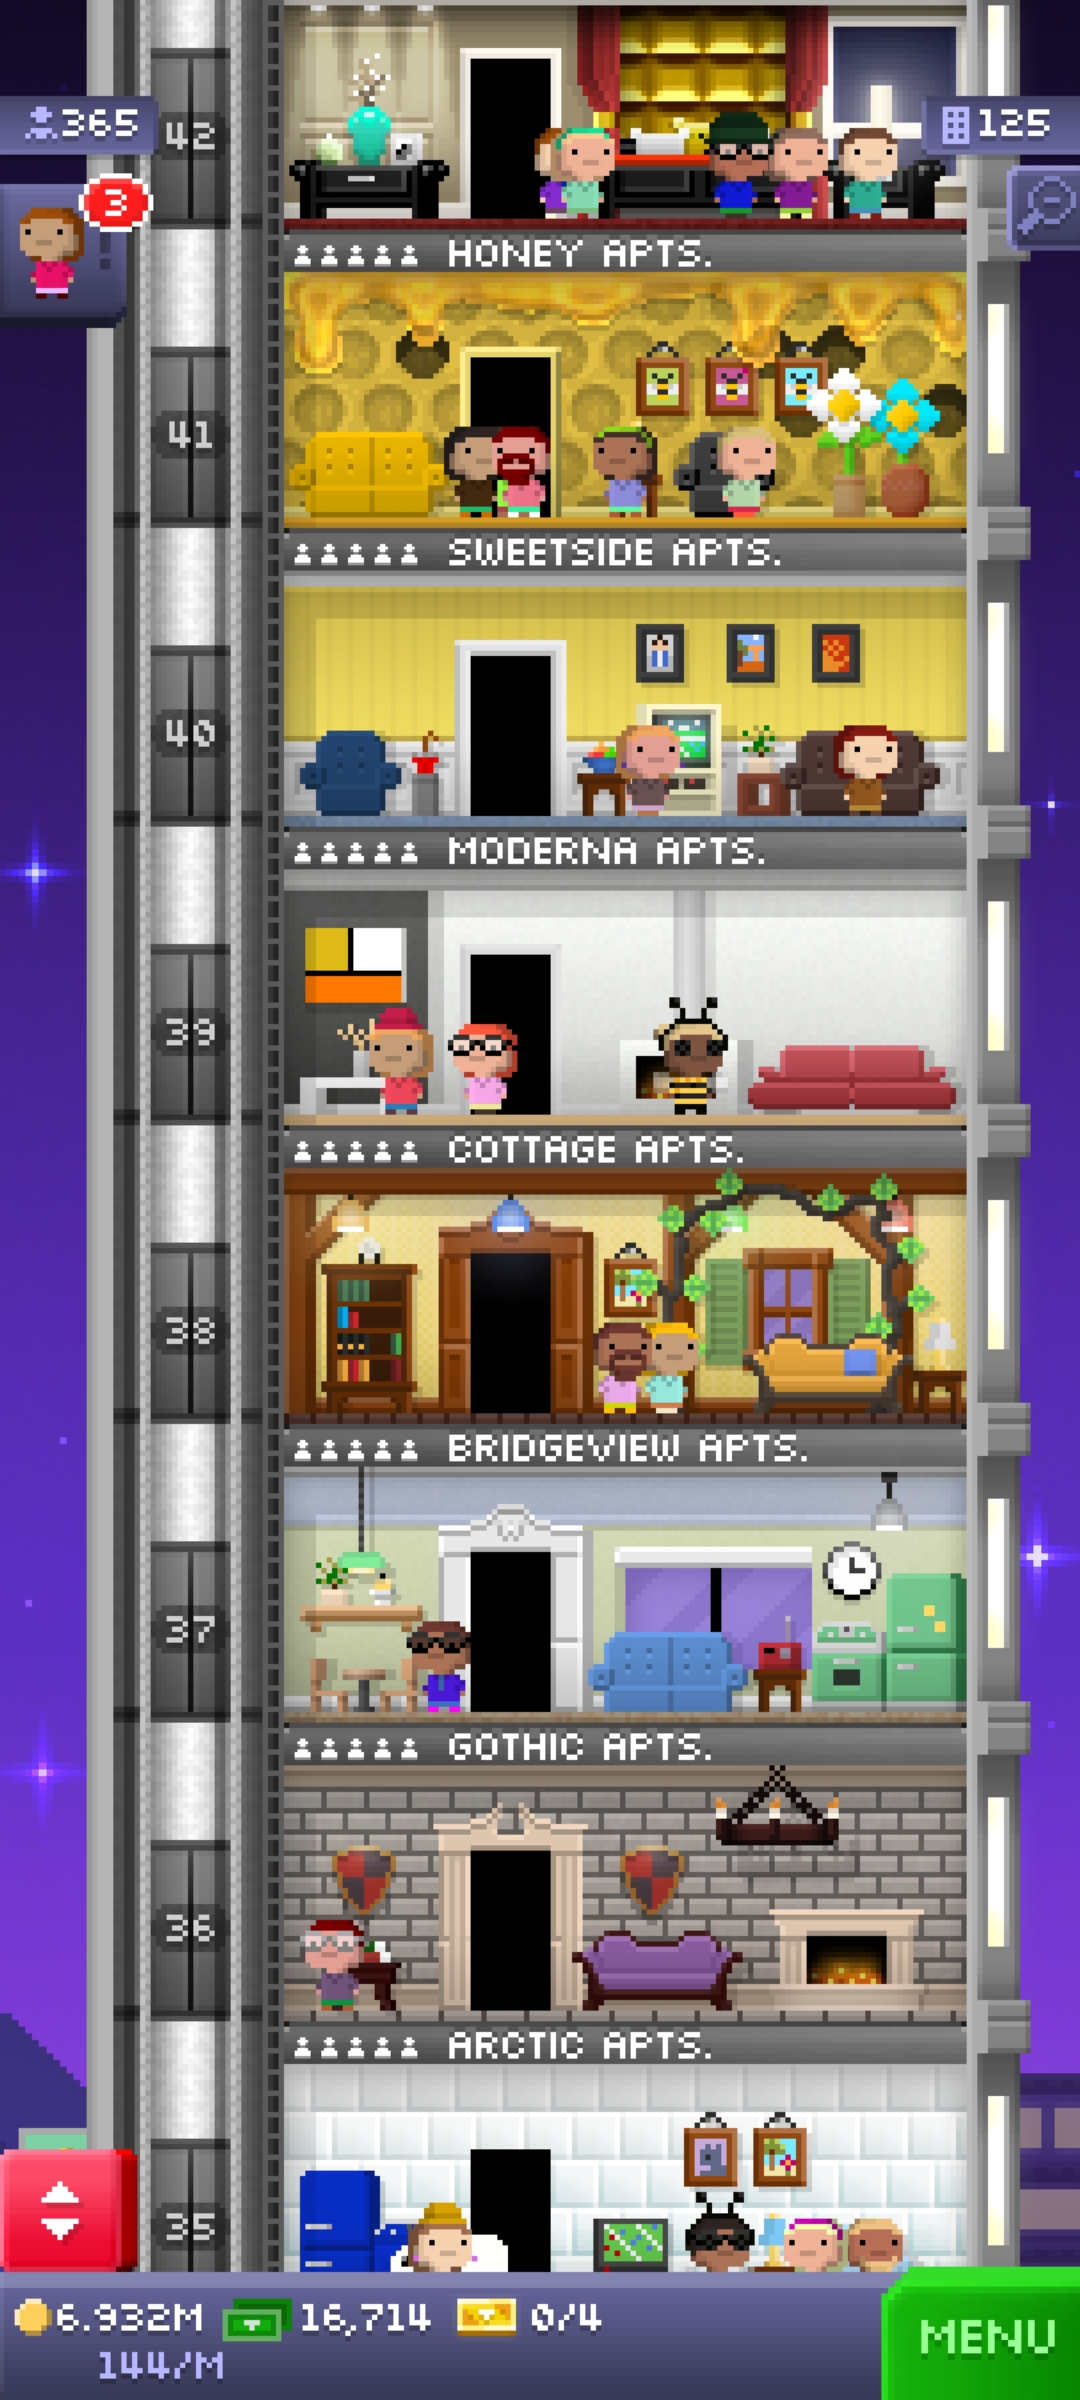 365
42
125
3
HONEY APTS.
41
SWEETSIDE APTS.
40
MODERNA APTS.
39
COTTAGE APTS.
38
BRIDGEVIEW APTS.
37
GOTHIC APTS.
36
ARCTIC APTS.
35
6.932M 16,714 0/4
144/M
MENU